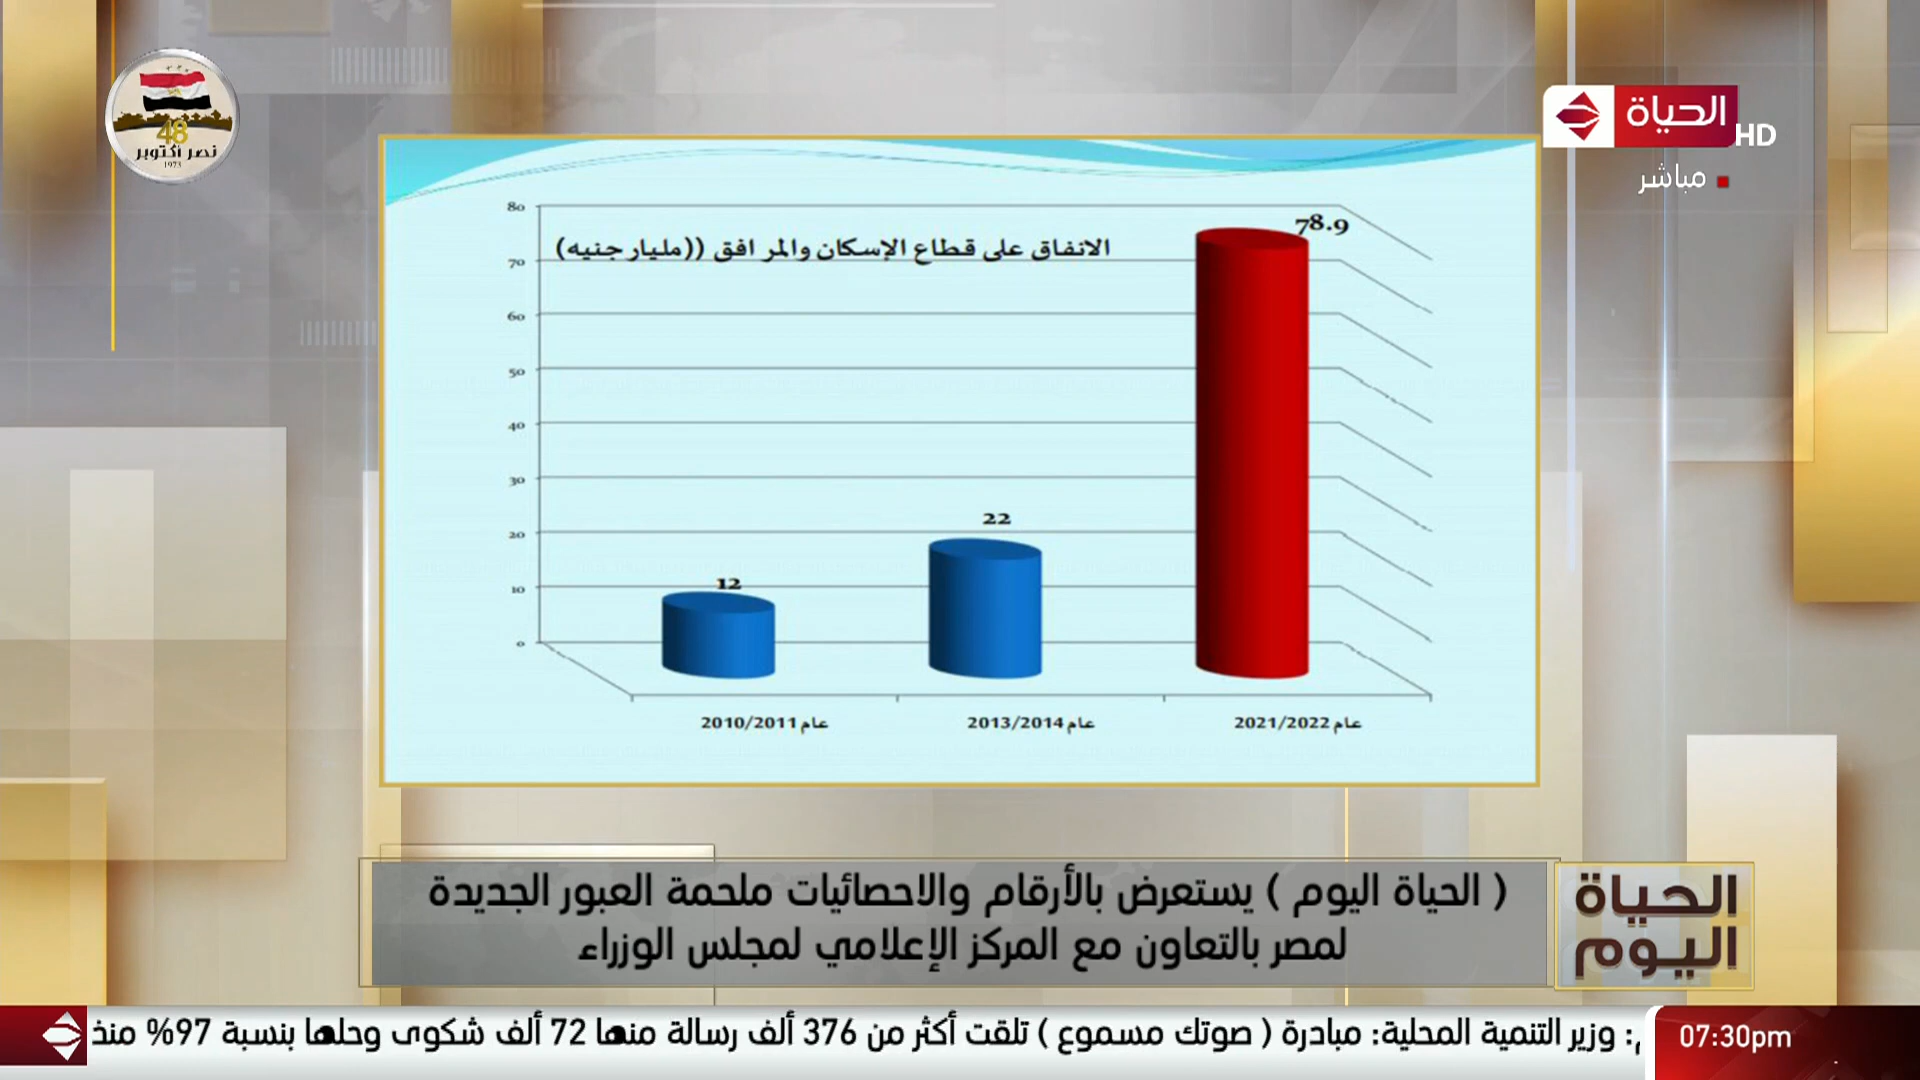 48
نصر أكتوبر
1973
الحياة
HD
مباشر
الانفاق على قطاع الإسكان والمر افق ((مليار جنيه)
80
70
60
50
40
30
20
10
0
12
22
78.9
عام 2010/2011
عام 2013/2014
عام 2021/2022
( الحياة اليوم ) يستعرض بالأرقام والاحصائيات ملحمة العبور الجديدة
لمصر بالتعاون مع المركز الإعلامي لمجلس الوزراء
الحياة
اليوم
: وزير التنمية المحلية: مبادرة ( صوتك مسموع ) تلقت أكثر من 376 ألف رسالة منها 72 ألف شكوى وحلها بنسبة 97% منذ
07:30pm